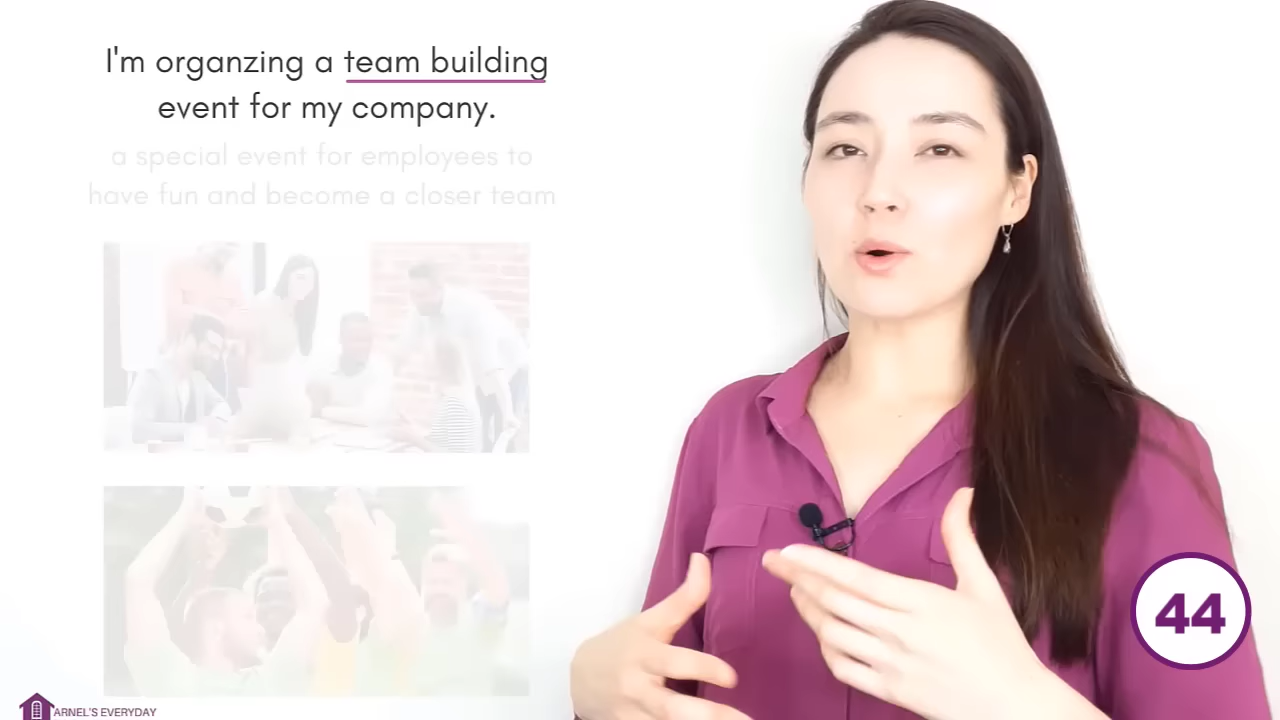 I'm organzing a team building
event for my company.
a special event for employees to
have fun and become a closer team
44
ARNEL'S EVERYDAY